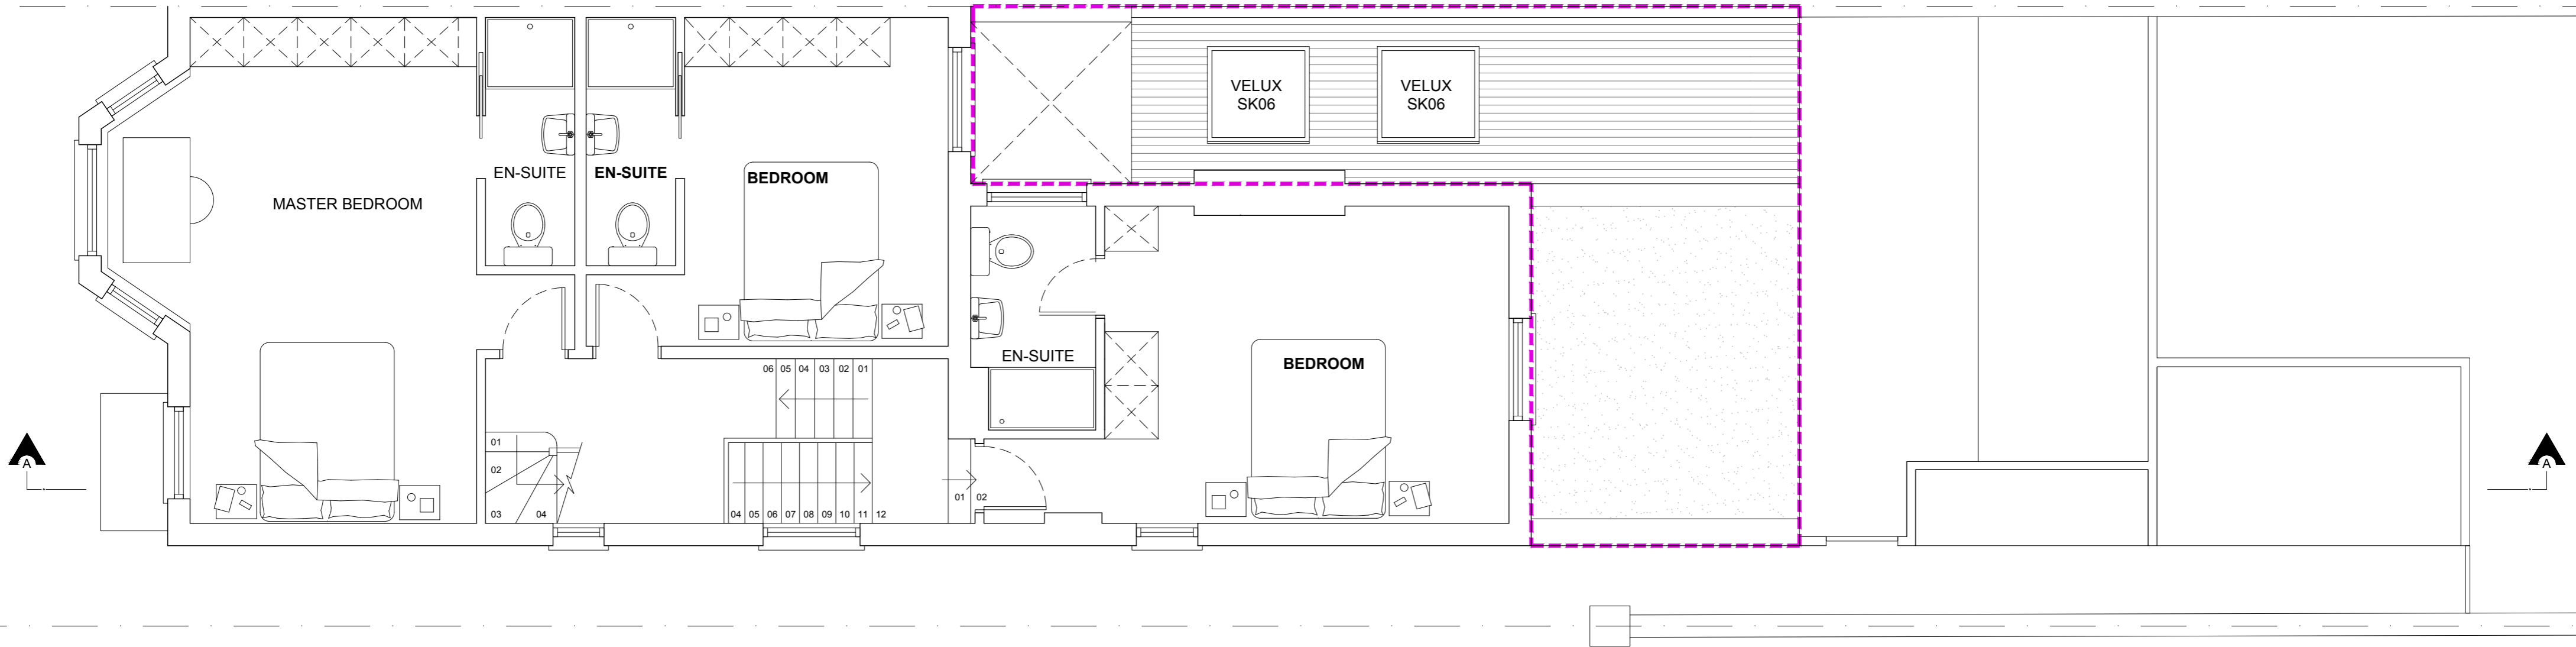 VELUX
SK06
VELUX
SK06
EN-SUITE
EN-SUITE
BEDROOM
MASTER BEDROOM
EN-SUITE
BEDROOM
06 05 04 03 02 01
01
02
03 04
04 05 06 07 08 09 10 11 12
01 02
A
A